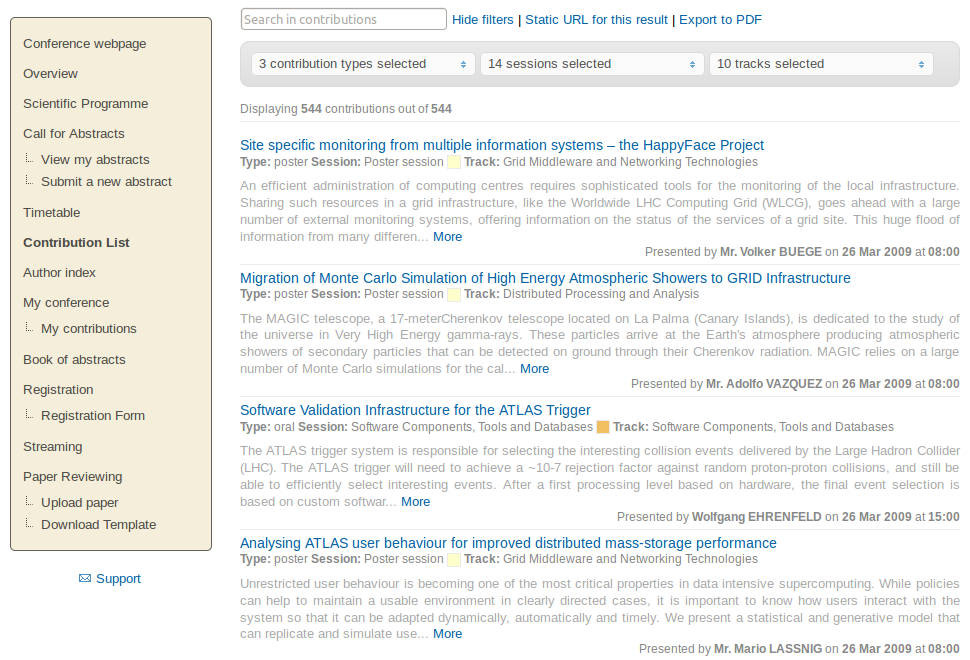 Conference webpage
Overview
Scientific Programme
Call for Abstracts
View my abstracts
Submit a new abstract
Timetable
Contribution List
Author index
My conference
My contributions
Book of abstracts
Registration
Registration Form
Streaming
Paper Reviewing
Upload paper
Download Template
Support
Search in contributions Hide filters | Static URL for this result | Export to PDF
3 contribution types selected 14 sessions selected 10 tracks selected
Displaying 544 contributions out of 544
Site specific monitoring from multiple information systems – the HappyFace Project
Type: poster Session: Poster session Track: Grid Middleware and Networking Technologies
An efficient administration of computing centres requires sophisticated tools for the monitoring of the local infrastructure.
Sharing such resources in a grid infrastructure, like the Worldwide LHC Computing Grid (WLCG), goes ahead with a large
number of external monitoring systems, offering information on the status of the services of a grid site. This huge flood of
information from many differen... More
Presented by Mr. Volker BUEGE on 26 Mar 2009 at 08:00
Migration of Monte Carlo Simulation of High Energy Atmospheric Showers to GRID Infrastructure
Type: poster Session: Poster session Track: Distributed Processing and Analysis
The MAGIC telescope, a 17-meterCherenkov telescope located on La Palma (Canary Islands), is dedicated to the study of
the universe in Very High Energy gamma-rays. These particles arrive at the Earth's atmosphere producing atmospheric
showers of secondary particles that can be detected on ground through their Cherenkov radiation. MAGIC relies on a large
number of Monte Carlo simulations for the cal... More
Presented by Mr. Adolfo VAZQUEZ on 26 Mar 2009 at 08:00
Software Validation Infrastructure for the ATLAS Trigger
Type: oral Session: Software Components, Tools and Databases Track: Software Components, Tools and Databases
The ATLAS trigger system is responsible for selecting the interesting collision events delivered by the Large Hadron Collider
(LHC). The ATLAS trigger will need to achieve a ~10-7 rejection factor against random proton-proton collisions, and still be
able to efficiently select interesting events. After a first processing level based on hardware, the final event selection is
based on custom softwar... More
Presented by Wolfgang EHRENFELD on 26 Mar 2009 at 15:00
Analysing ATLAS user behaviour for improved distributed mass-storage performance
Type: poster Session: Poster session Track: Grid Middleware and Networking Technologies
Unrestricted user behaviour is becoming one of the most critical properties in data intensive supercomputing. While policies
can help to maintain a usable environment in clearly directed cases, it is important to know how users interact with the
system so that it can be adapted dynamically, automatically and timely. We present a statistical and generative model that
can replicate and simulate use... More
Presented by Mr. Mario LASSNIG on 26 Mar 2009 at 08:00